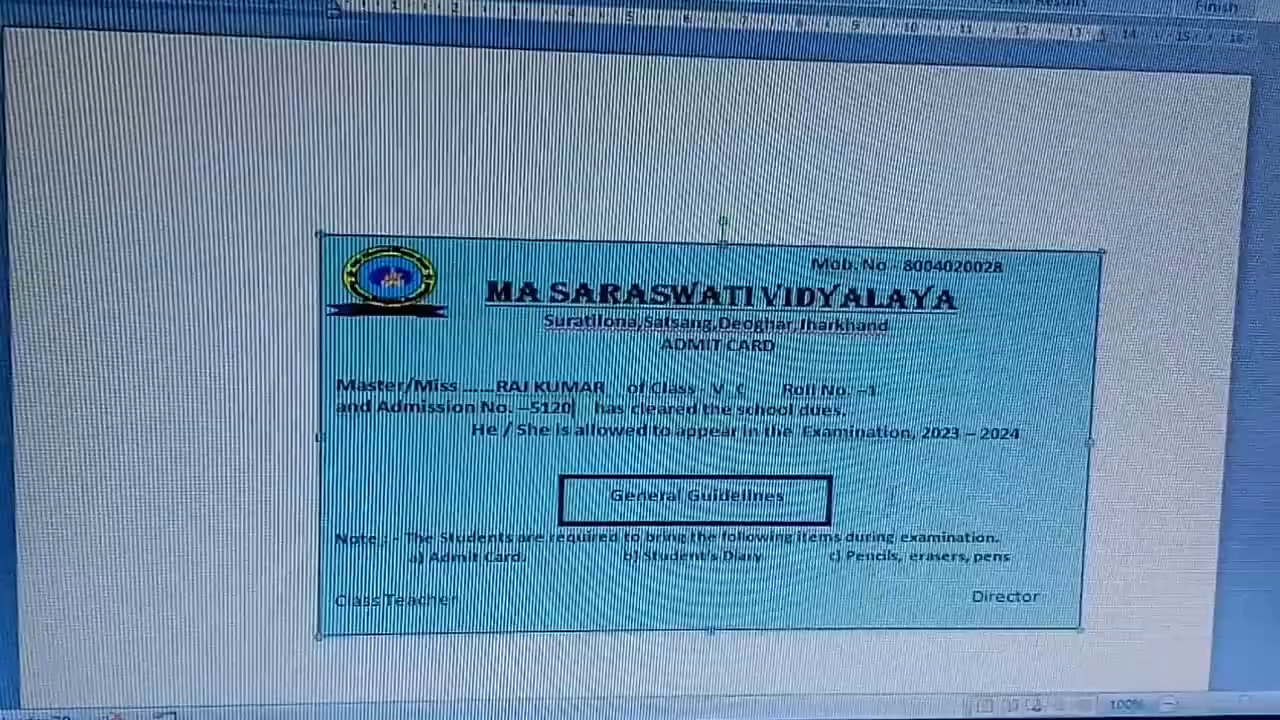 Finish
Mob. No - 8004020028
MA SARASWATI VIDYALAYA
Suratilona,Satsang,Deoghar,Jharkhand
ADMIT CARD
Master/Miss ......RAJ KUMAR of Class - V C Roll No. –1
and Admission No. –5120 has cleared the school dues.
He / She is allowed to appear in the Examination, 2023 – 2024
General Guidelines
Note : - The Students are required to bring the following items during examination.
a) Admit Card. b) Student's Diary c) Pencils, erasers, pens
Class Teacher Director
100%